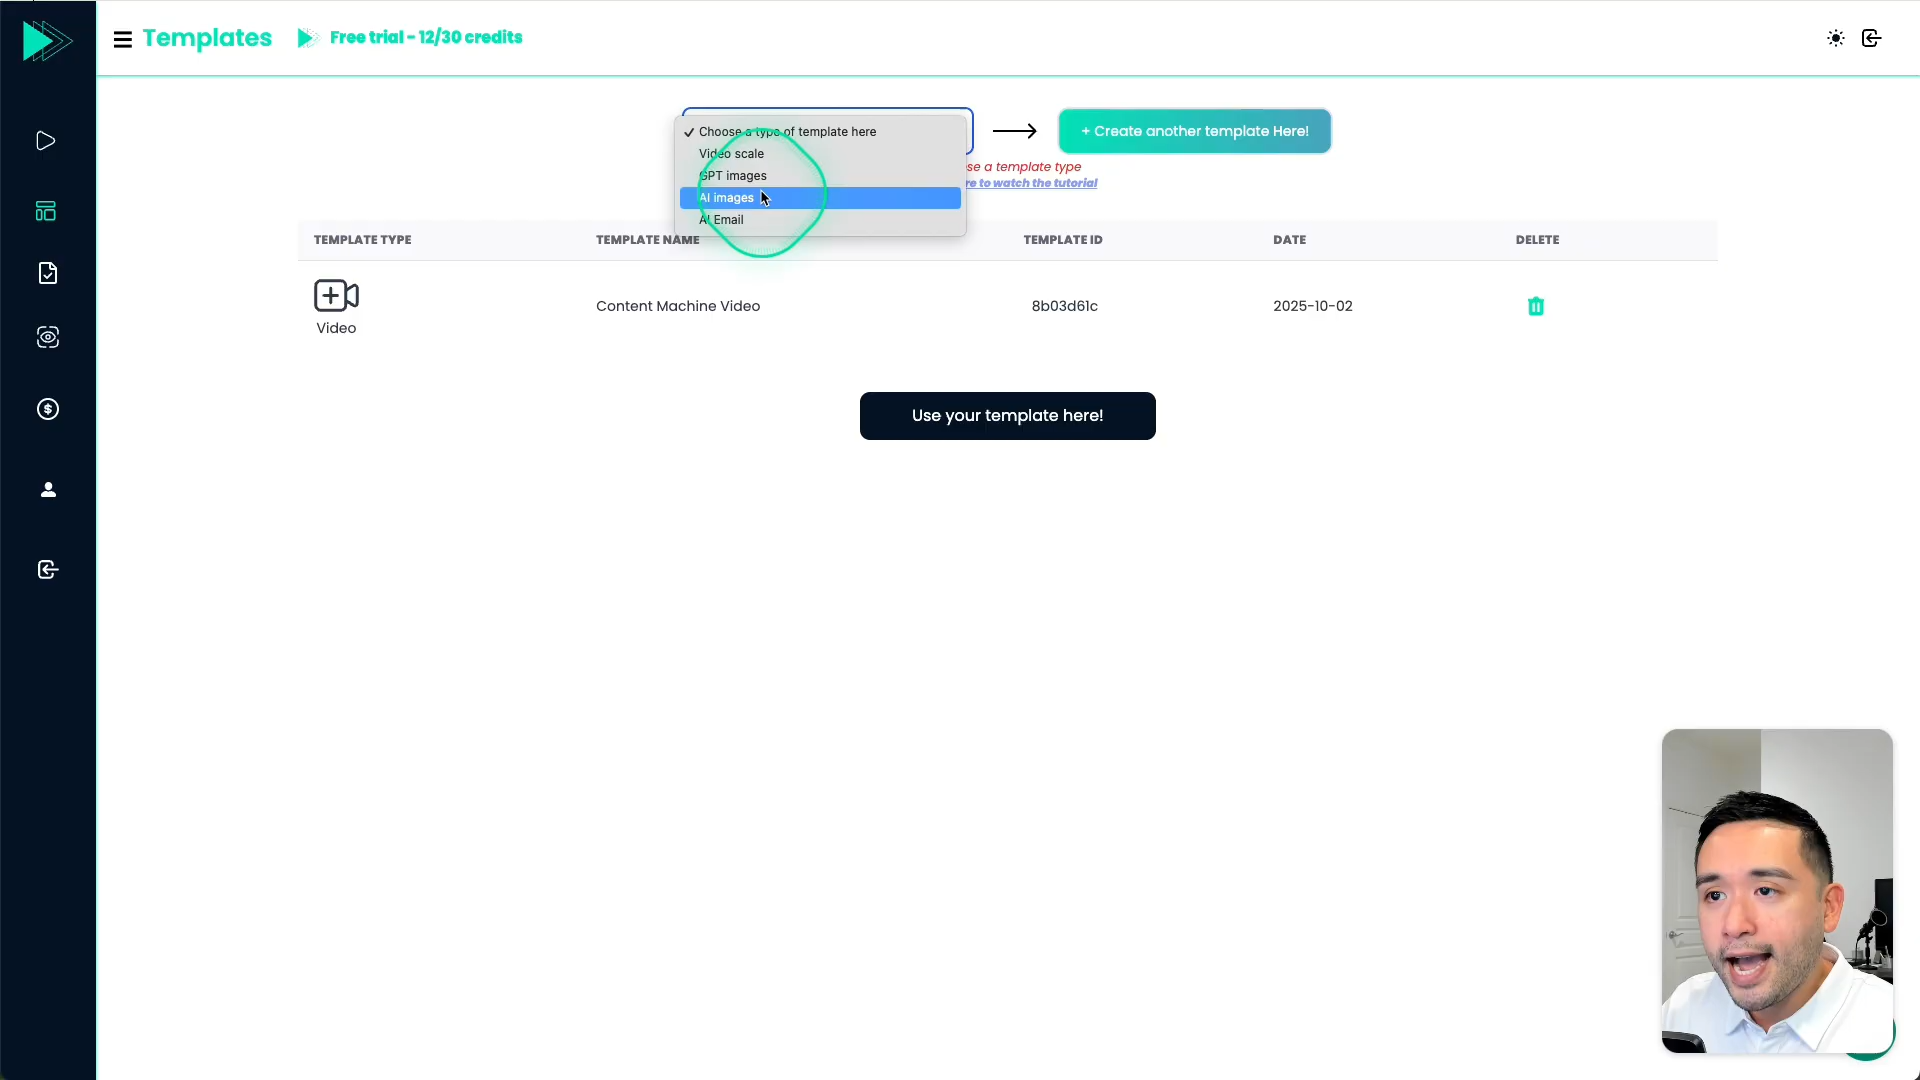 Templates
Free trial - 12/30 credits
✓ Choose a type of template here
Video scale
GPT images
AI images
AI Email
+ Create another template Here!
se a template type
re to watch the tutorial
TEMPLATE TYPE TEMPLATE NAME TEMPLATE ID DATE DELETE
Content Machine Video 8b03d61c 2025-10-02
Video
Use your template here!